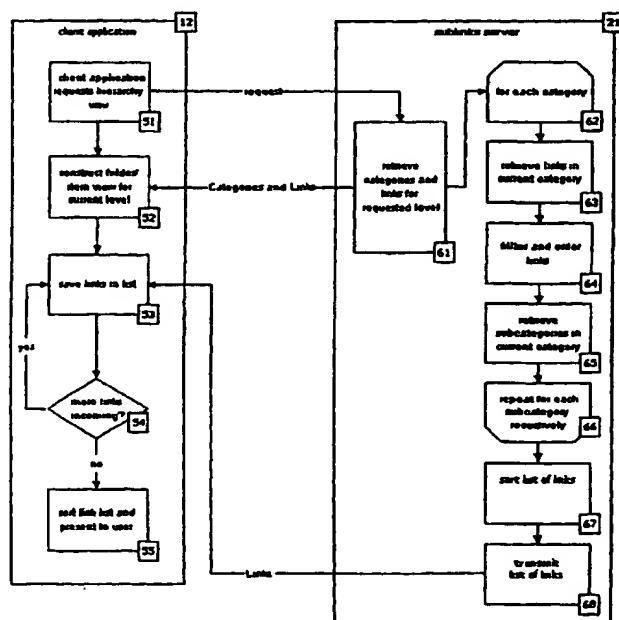 client application
12
client application
requests hierarchy
view
51
construct folder/
item view for
current level
52
save links in list
53
yes
more links
incoming?
54
no
sort link list and
present to user
55
request
Categories and Links
Links
21
server
retrieve
categories and
links for
requested level
61
for each category
62
retrieve links in
current category
63
filter and order
links
64
retrieve
subcategories in
current category
65
repeat for each
subcategory
recursively
66
sort list of links
67
transmit
list of links
68